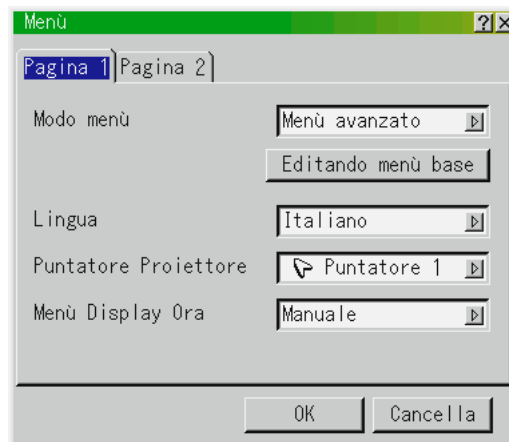 Menù
? ×
Pagina 1 Pagina 2
Modo menù Menù avanzato
Editando menù base
Lingua Italiano
Puntatore Proiettore Puntatore 1
Menù Display Ora Manuale
OK Cancella